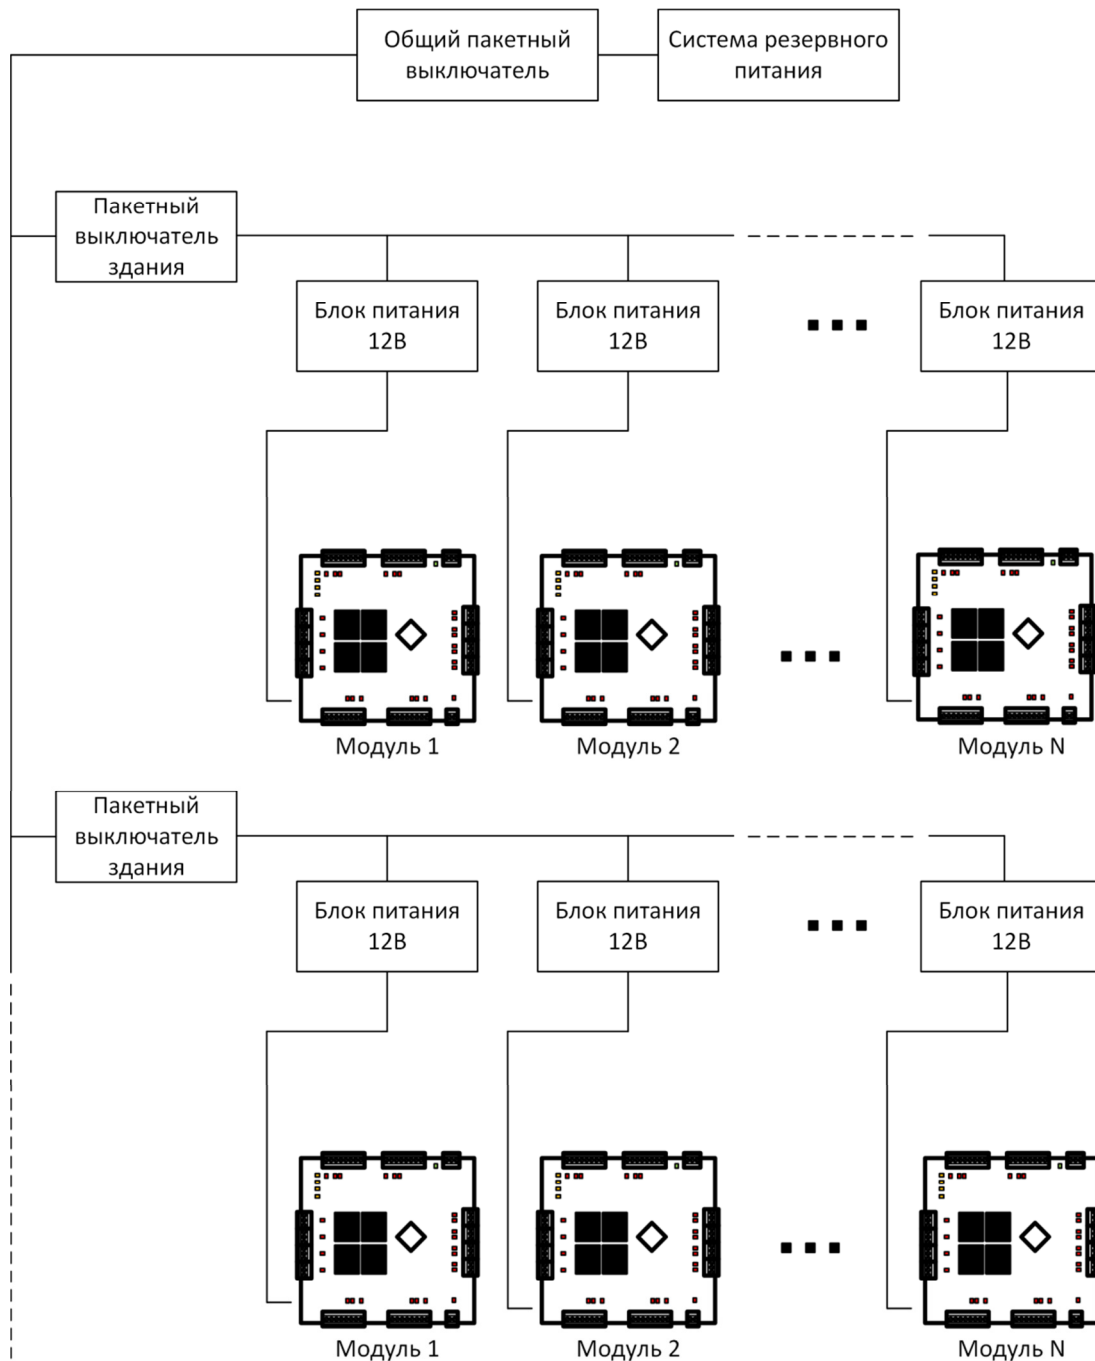 Общий пакетный
выключатель
Система резервного
питания
Пакетный
выключатель
здания
Блок питания
12В
Блок питания
12В
Блок питания
12В
Модуль 1
Модуль 2
Модуль N
Пакетный
выключатель
здания
Блок питания
12В
Блок питания
12В
Блок питания
12В
Модуль 1
Модуль 2
Модуль N